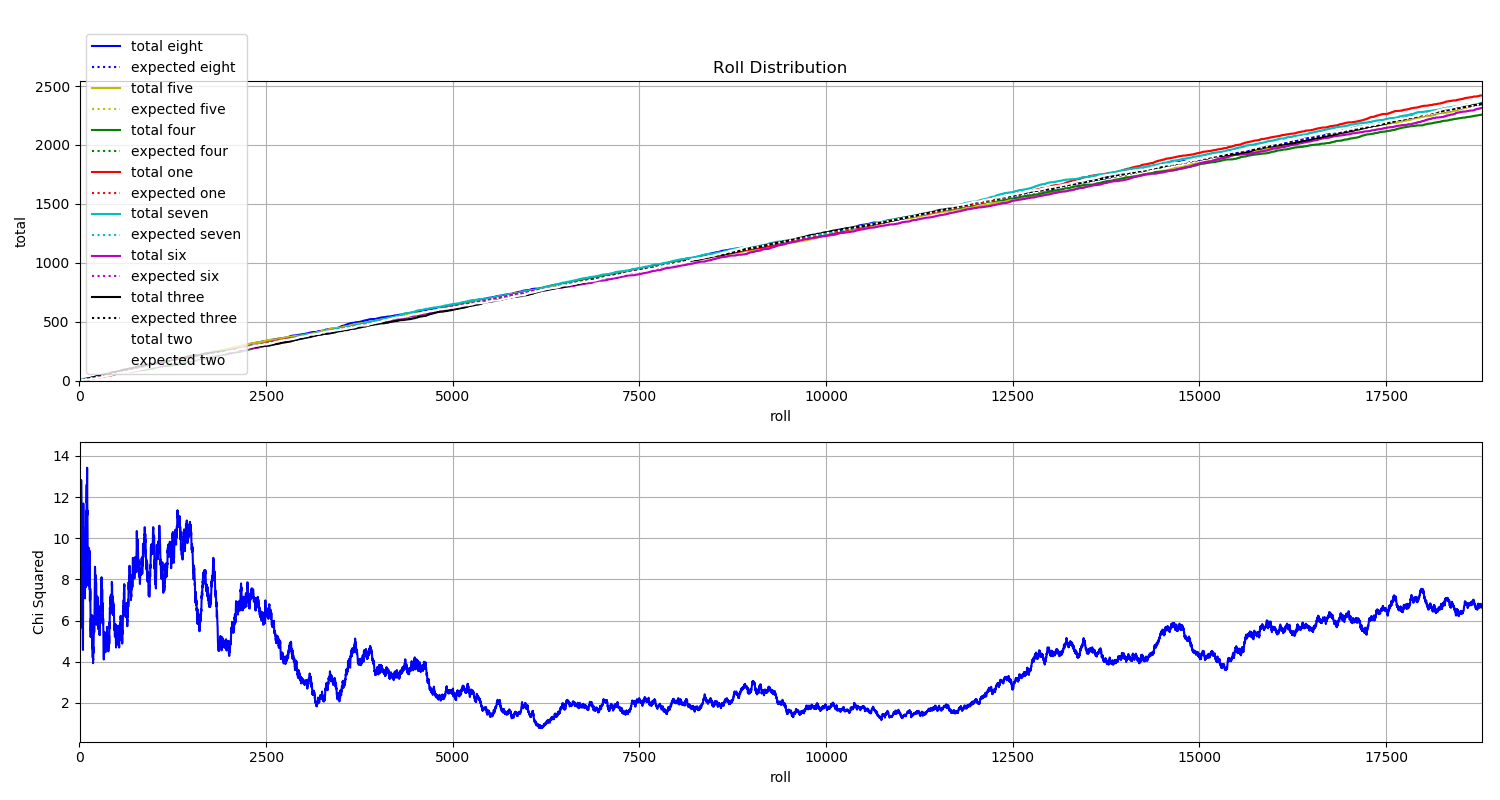 Roll Distribution
total eight
expected eight
total five
expected five
total four
expected four
total one
expected one
total seven
expected seven
total six
expected six
total three
expected three
total two
expected two
2500
2000
1500
1000
500
0
total
0 2500 5000 7500 10000 12500 15000 17500
roll
14
12
10
8
6
4
2
Chi Squared
0 2500 5000 7500 10000 12500 15000 17500
roll